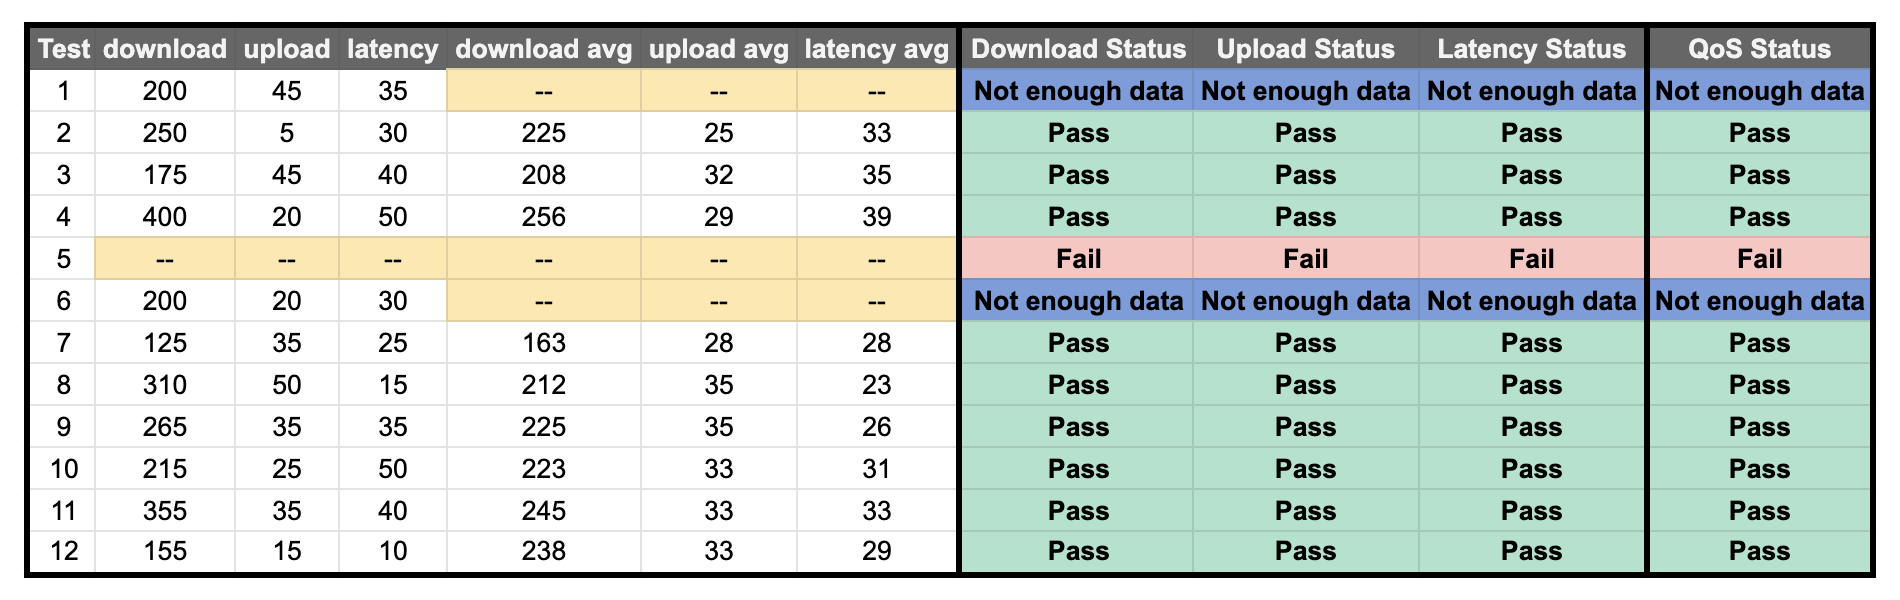 Test download upload latency download avg upload avg latency avg Download Status Upload Status Latency Status QoS Status
1 200 45 35 -- -- -- Not enough data Not enough data Not enough data Not enough data
2 250 5 30 225 25 33 Pass Pass Pass Pass
3 175 45 40 208 32 35 Pass Pass Pass Pass
4 400 20 50 256 29 39 Pass Pass Pass Pass
5 -- -- -- -- -- -- Fail Fail Fail Fail
6 200 20 30 -- -- -- Not enough data Not enough data Not enough data Not enough data
7 125 35 25 163 28 28 Pass Pass Pass Pass
8 310 50 15 212 35 23 Pass Pass Pass Pass
9 265 35 35 225 35 26 Pass Pass Pass Pass
10 215 25 50 223 33 31 Pass Pass Pass Pass
11 355 35 40 245 33 33 Pass Pass Pass Pass
12 155 15 10 238 33 29 Pass Pass Pass Pass